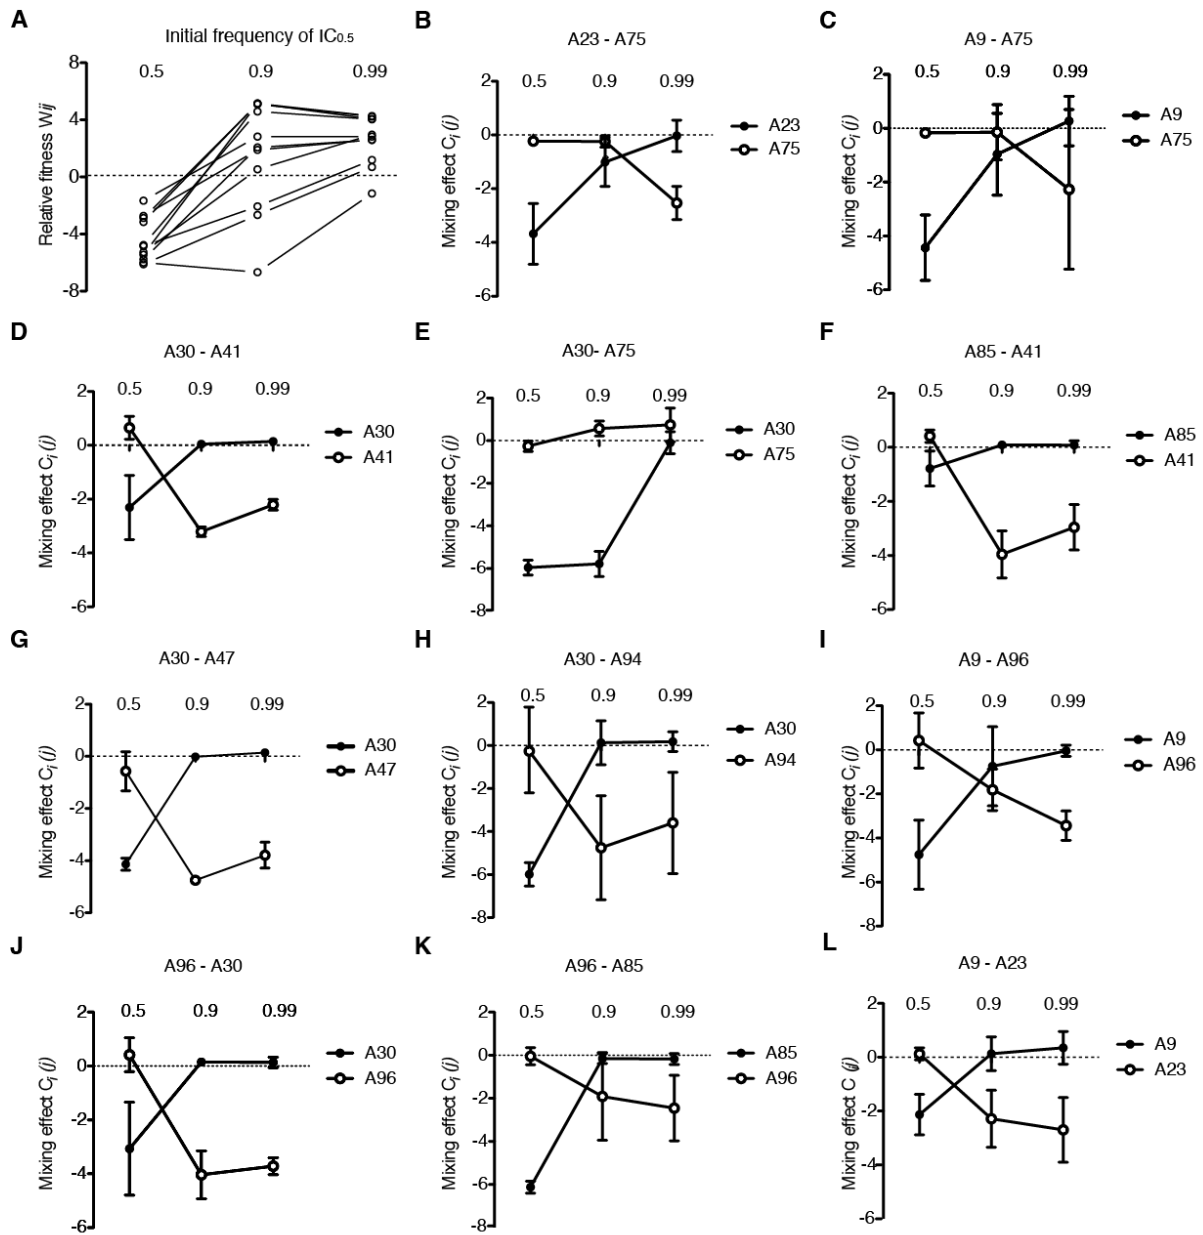 A
Initial frequency of IC0.5
0.5 0.9 0.99
8
4
0
-4
-8
Relative fitness Wij
B
A23 - A75
0.5 0.9 0.99
2
0
-2
-4
-6
Mixing effect Ci (j)
A23
A75
C
A9 - A75
0.5 0.9 0.99
2
0
-2
-4
-6
Mixing effect Ci (j)
A9
A75
D
A30 - A41
0.5 0.9 0.99
2
0
-2
-4
-6
Mixing effect Ci (j)
A30
A41
E
A30- A75
0.5 0.9 0.99
2
0
-2
-4
-6
-8
Mixing effect Ci (j)
A30
A75
F
A85 - A41
0.5 0.9 0.99
2
0
-2
-4
-6
Mixing effect Ci (j)
A85
A41
G
A30 - A47
0.5 0.9 0.99
2
0
-2
-4
-6
Mixing effect Ci (j)
A30
A47
H
A30 - A94
0.5 0.9 0.99
2
0
-2
-4
-6
-8
Mixing effect Ci (j)
A30
A94
I
A9 - A96
0.5 0.9 0.99
2
0
-2
-4
-6
-8
Mixing effect Ci (j)
A9
A96
J
A96 - A30
0.5 0.9 0.99
2
0
-2
-4
-6
Mixing effect Ci (j)
A30
A96
K
A96 - A85
0.5 0.9 0.99
2
0
-2
-4
-6
-8
Mixing effect Ci (j)
A85
A96
L
A9 - A23
0.5 0.9 0.99
2
0
-2
-4
-6
Mixing effect C
A9
A23